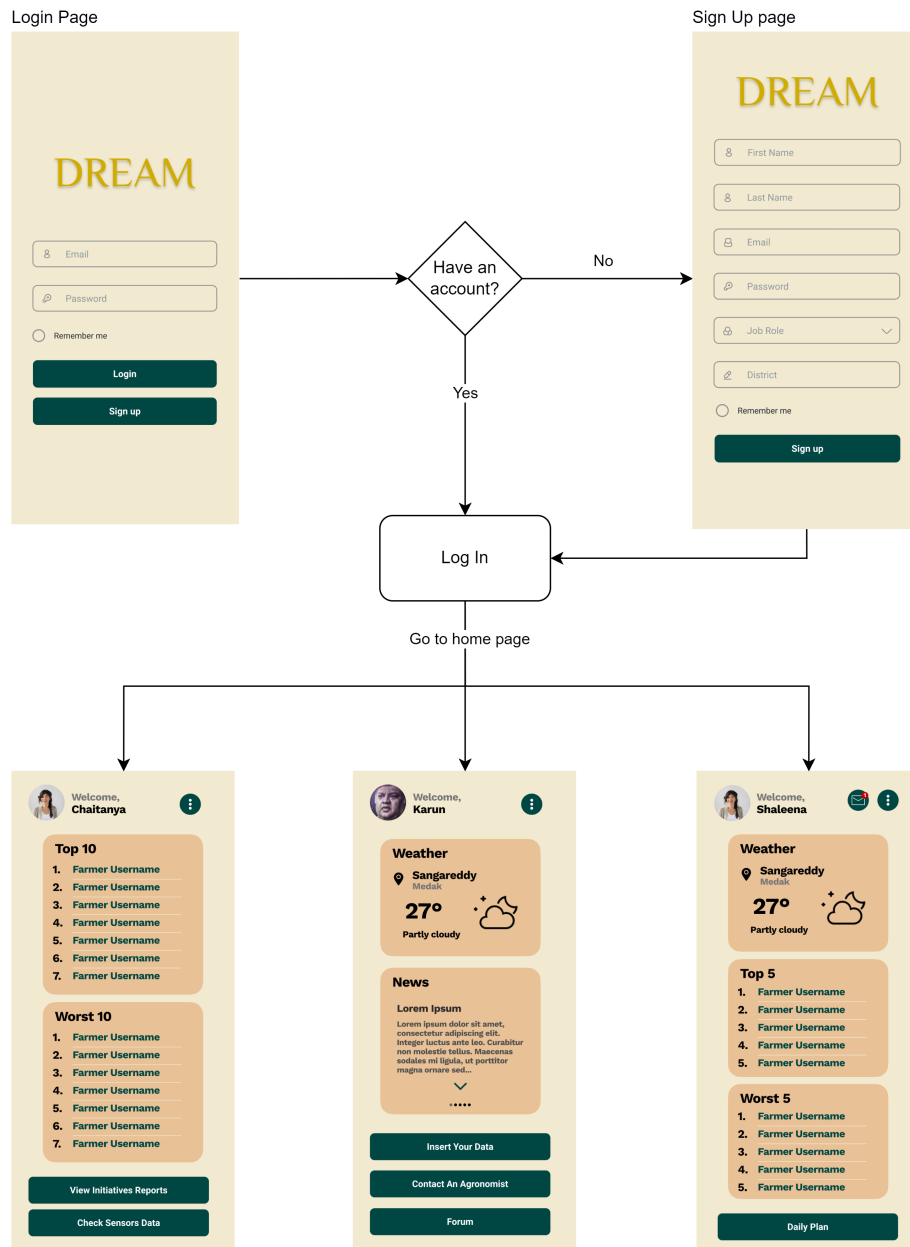 Login Page
DREAM
Email
Password
Remember me
Login
Sign up
Have an
account?
No
Yes
Sign Up page
DREAM
First Name
Last Name
Email
Password
Job Role
District
Remember me
Sign up
Log In
Go to home page
Welcome,
Chaitanya
Top 10
1. Farmer Username
2. Farmer Username
3. Farmer Username
4. Farmer Username
5. Farmer Username
6. Farmer Username
7. Farmer Username
Worst 10
1. Farmer Username
2. Farmer Username
3. Farmer Username
4. Farmer Username
5. Farmer Username
6. Farmer Username
7. Farmer Username
View Initiatives Reports
Check Sensors Data
Welcome,
Karun
Weather
Sangareddy
Medak
27°
Partly cloudy
News
Lorem Ipsum
Lorem ipsum dolor sit amet,
consectetur adipiscing elit.
Integer luctus ante leo. Curabitur
non molestie tellus. Maecenas
sodales mi ligula, ut porttitor
magna ornare sed...
Insert Your Data
Contact An Agronomist
Forum
Welcome,
Shaleena
1
Weather
Sangareddy
Medak
27°
Partly cloudy
Top 5
1. Farmer Username
2. Farmer Username
3. Farmer Username
4. Farmer Username
5. Farmer Username
Worst 5
1. Farmer Username
2. Farmer Username
3. Farmer Username
4. Farmer Username
5. Farmer Username
Daily Plan